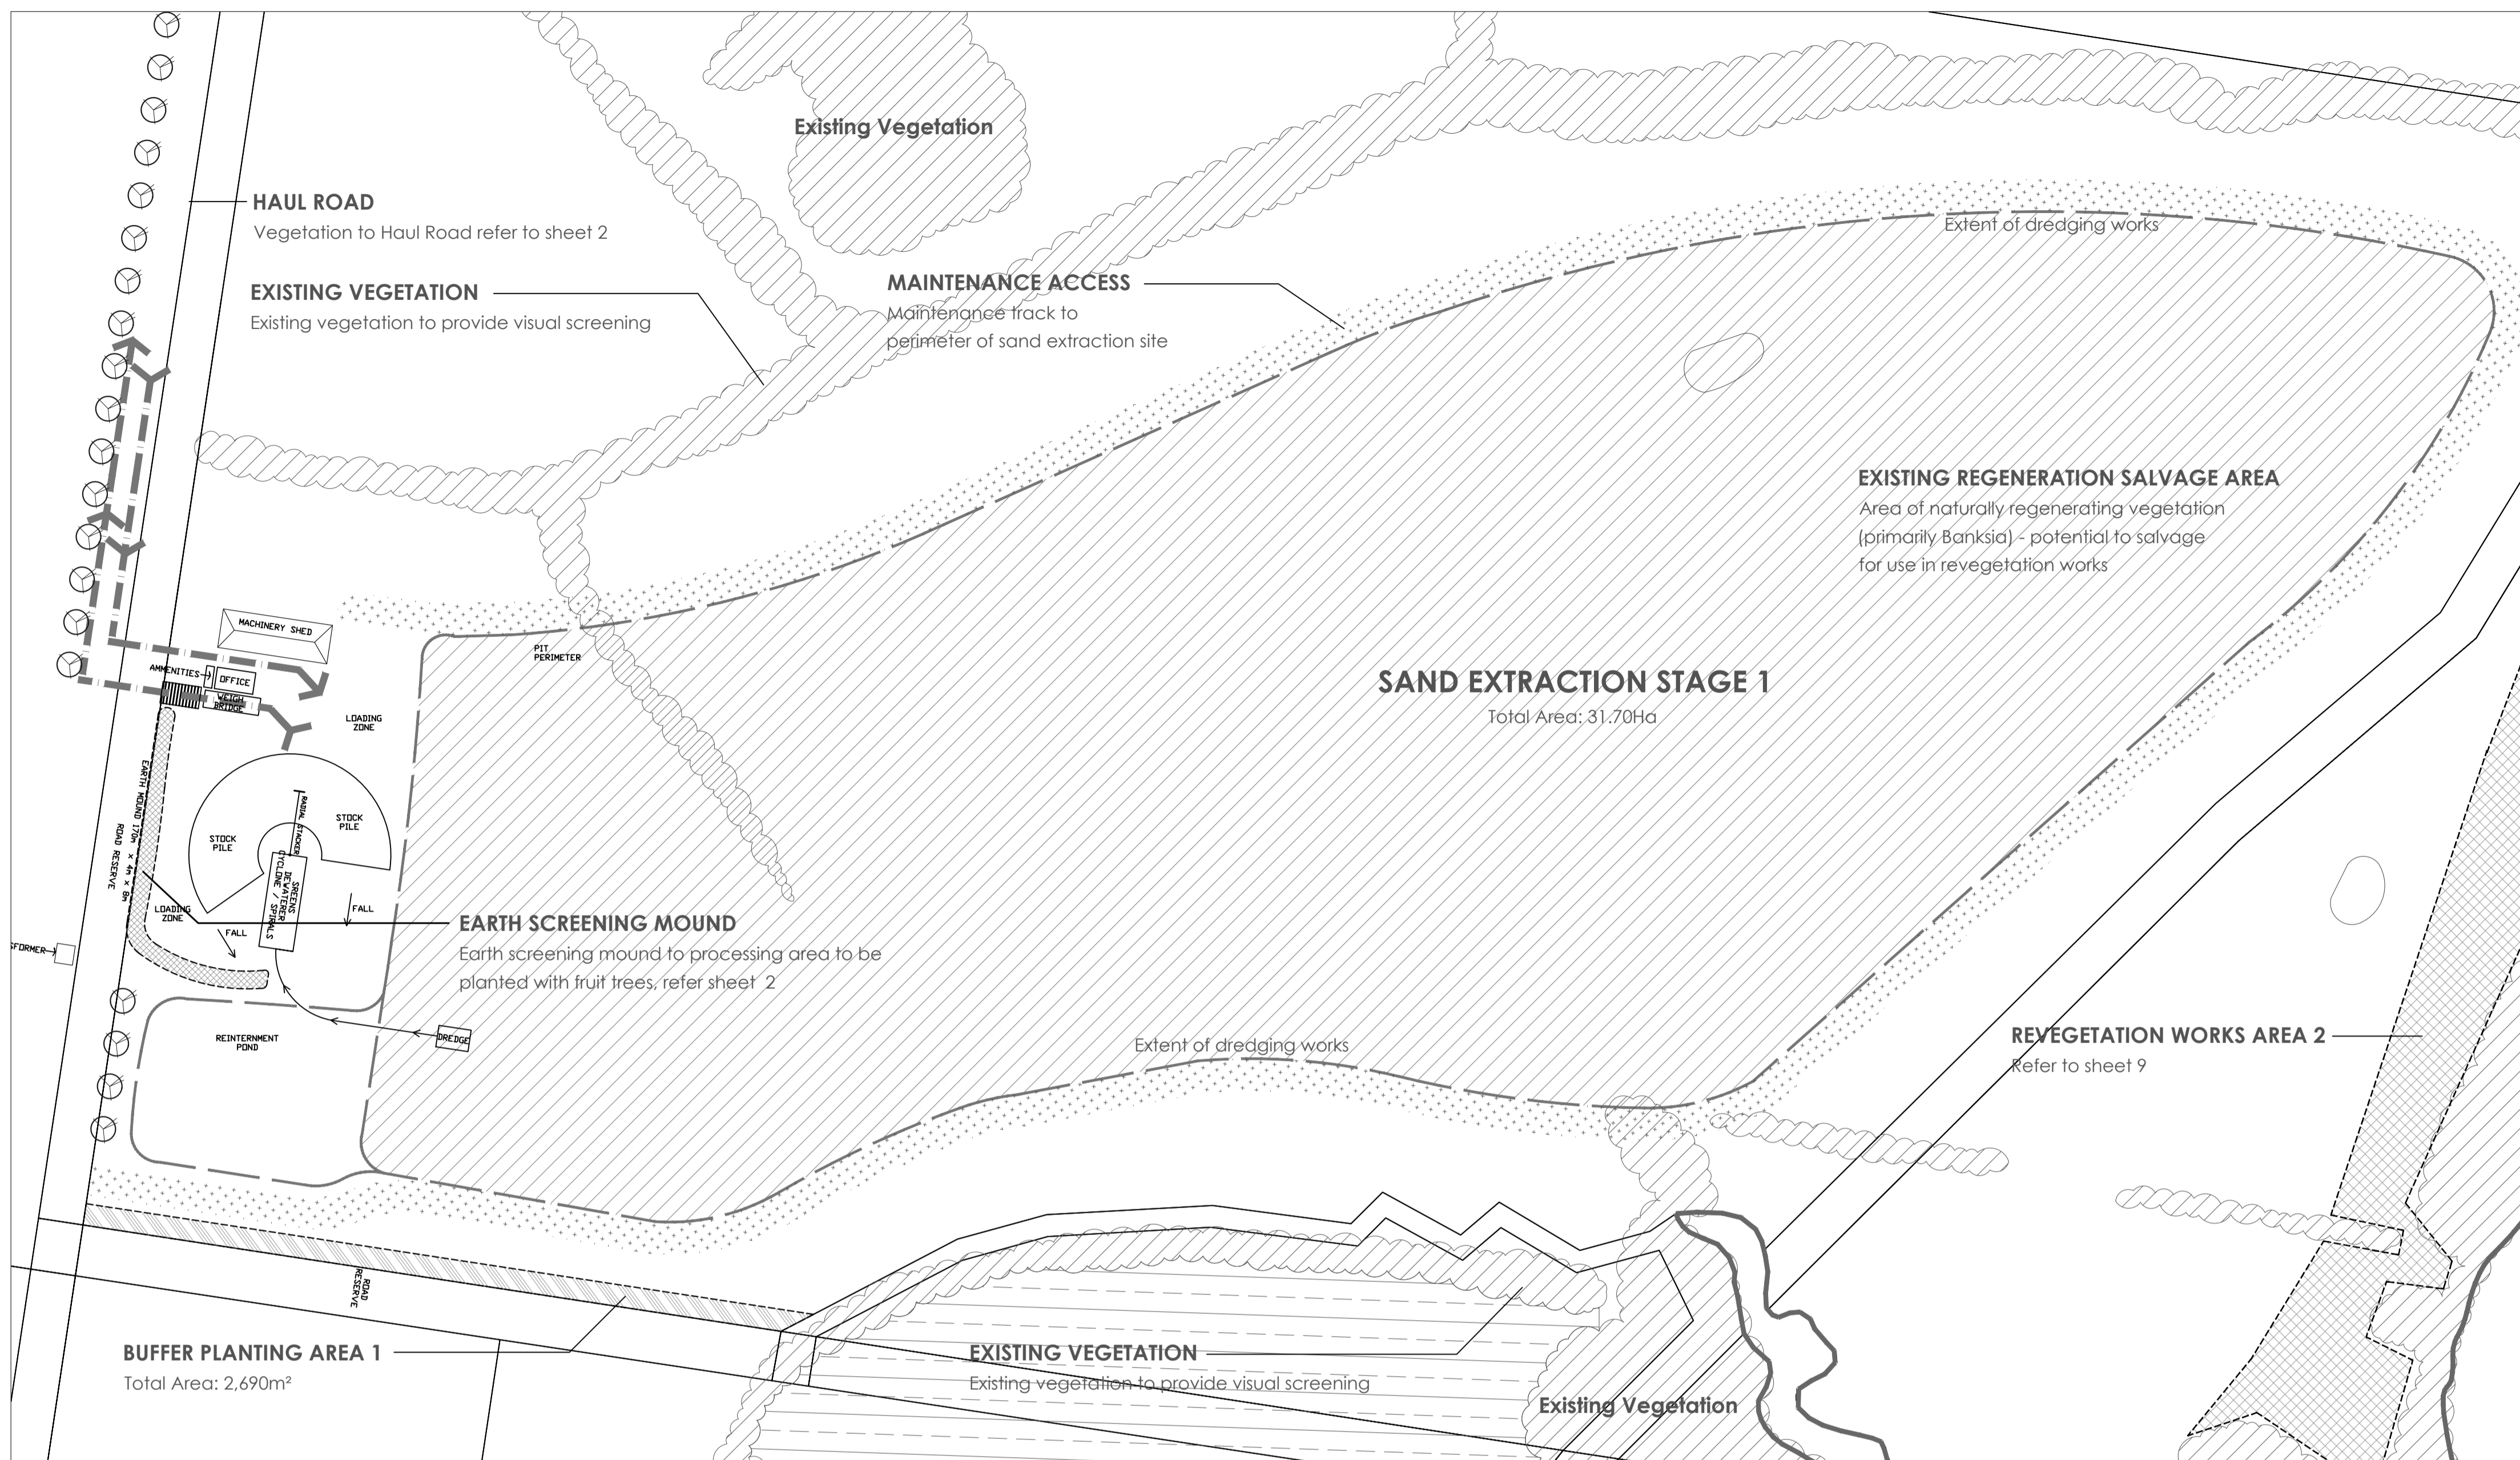 Existing Vegetation
HAUL ROAD
Vegetation to Haul Road refer to sheet 2
Extent of dredging works
EXISTING VEGETATION
Existing vegetation to provide visual screening
MAINTENANCE ACCESS
Maintenance track to
perimeter of sand extraction site
EXISTING REGENERATION SALVAGE AREA
Area of naturally regenerating vegetation
(primarily Banksia) - potential to salvage
for use in revegetation works
MACHINERY SHED
PIT
PERIMETER
AMMENITIES
OFFICE
WEIGH
BRIDGE
SAND EXTRACTION STAGE 1
Total Area: 31.70Ha
LOADING
ZONE
EARTH MOUND 170m x 4m x 8m
ROAD RESERVE
STOCK
PILE
RADIAL STACKER
STOCK
PILE
SREENS
DEWATERER
CYCLONE / SPIRALS
LOADING
ZONE
FALL
FALL
SFORMER
EARTH SCREENING MOUND
Earth screening mound to processing area to be
planted with fruit trees, refer sheet 2
REINTERNMENT
POND
DREDGE
Extent of dredging works
REVEGETATION WORKS AREA 2
Refer to sheet 9
ROAD
RESERVE
BUFFER PLANTING AREA 1
Total Area: 2,690m²
EXISTING VEGETATION
Existing vegetation to provide visual screening
Existing Vegetation